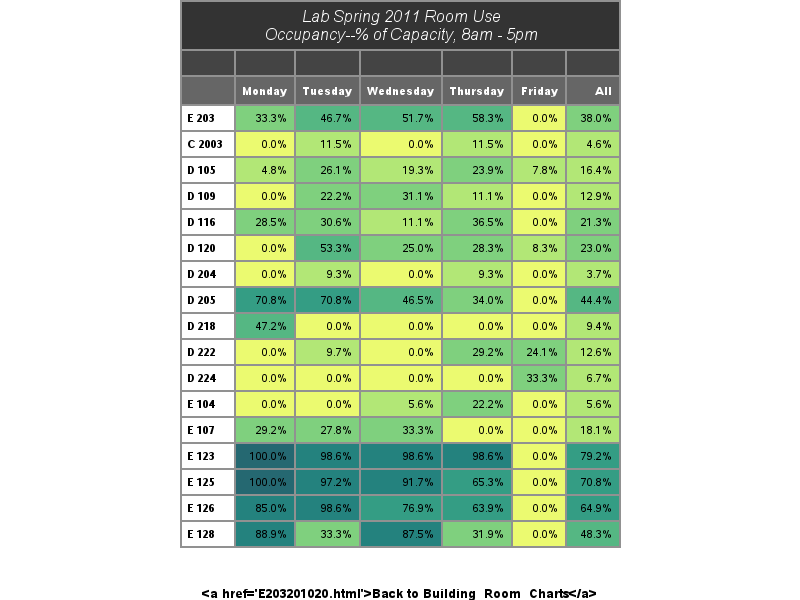 Lab Spring 2011 Room Use
Occupancy--% of Capacity, 8am - 5pm
Monday Tuesday Wednesday Thursday Friday All
E 203 33.3% 46.7% 51.7% 58.3% 0.0% 38.0%
C 2003 0.0% 11.5% 0.0% 11.5% 0.0% 4.6%
D 105 4.8% 26.1% 19.3% 23.9% 7.8% 16.4%
D 109 0.0% 22.2% 31.1% 11.1% 0.0% 12.9%
D 116 28.5% 30.6% 11.1% 36.5% 0.0% 21.3%
D 120 0.0% 53.3% 25.0% 28.3% 8.3% 23.0%
D 204 0.0% 9.3% 0.0% 9.3% 0.0% 3.7%
D 205 70.8% 70.8% 46.5% 34.0% 0.0% 44.4%
D 218 47.2% 0.0% 0.0% 0.0% 0.0% 9.4%
D 222 0.0% 9.7% 0.0% 29.2% 24.1% 12.6%
D 224 0.0% 0.0% 0.0% 0.0% 33.3% 6.7%
E 104 0.0% 0.0% 5.6% 22.2% 0.0% 5.6%
E 107 29.2% 27.8% 33.3% 0.0% 0.0% 18.1%
E 123 100.0% 98.6% 98.6% 98.6% 0.0% 79.2%
E 125 100.0% 97.2% 91.7% 65.3% 0.0% 70.8%
E 126 85.0% 98.6% 76.9% 63.9% 0.0% 64.9%
E 128 88.9% 33.3% 87.5% 31.9% 0.0% 48.3%
<a href='E203201020.html'>Back to Building_Room_Charts</a>